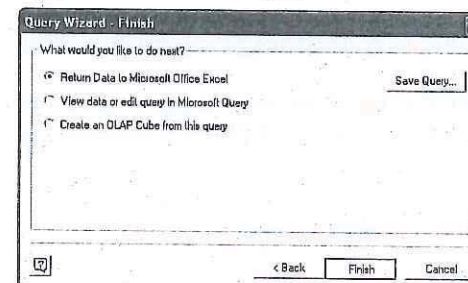 Query Wizard - Finish
What would you like to do next?
Return Data to Microsoft Office Excel
Save Query...
View data or edit query in Microsoft Query
Create an OLAP Cube from this query
?
< Back
Finish
Cancel